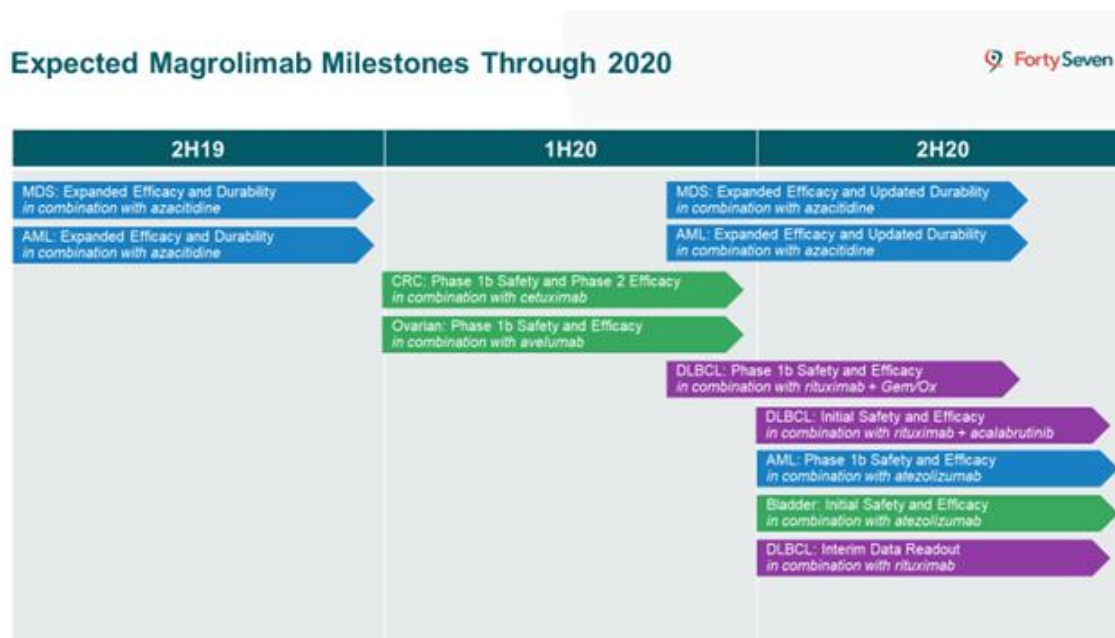 Expected Magrolimab Milestones Through 2020
Forty Seven
2H19
1H20
2H20
MDS: Expanded Efficacy and Durability
in combination with azacitidine
MDS: Expanded Efficacy and Updated Durability
in combination with azacitidine
AML: Expanded Efficacy and Durability
in combination with azacitidine
AML: Expanded Efficacy and Updated Durability
in combination with azacitidine
CRC: Phase 1b Safety and Phase 2 Efficacy
in combination with cetuximab
Ovarian: Phase 1b Safety and Efficacy
in combination with avelumab
DLBCL: Phase 1b Safety and Efficacy
in combination with rituximab + Gem/Ox
DLBCL: Initial Safety and Efficacy
in combination with rituximab + acalabrutinib
AML: Phase 1b Safety and Efficacy
in combination with atezolizumab
Bladder: Initial Safety and Efficacy
in combination with atezolizumab
DLBCL: Interim Data Readout
in combination with rituximab